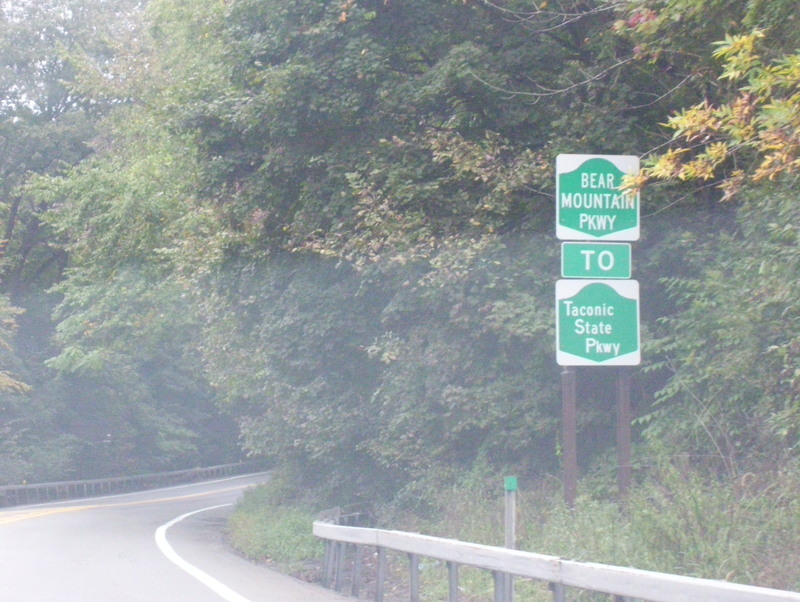 BEAR
MOUNTAIN
PKWY
TO
Taconic
State
Pkwy